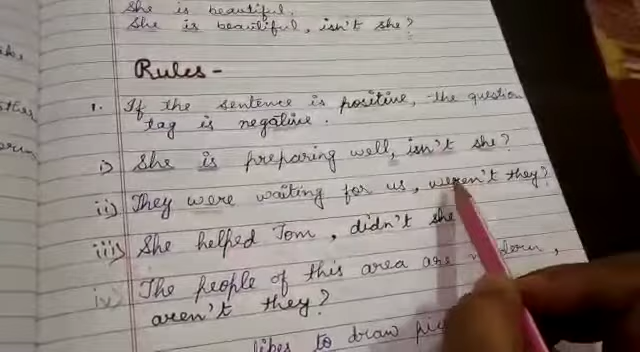 She is beautiful.
She is beautiful, isn't she?
Rules -
1. If the sentence is positive, the question
tag is negative.
i) She is preparing well, isn't she?
ii) They were waiting for us, weren't they?
iii) She helped Tom, didn't she
iv) The people of this area are
aren't they?
likes to draw